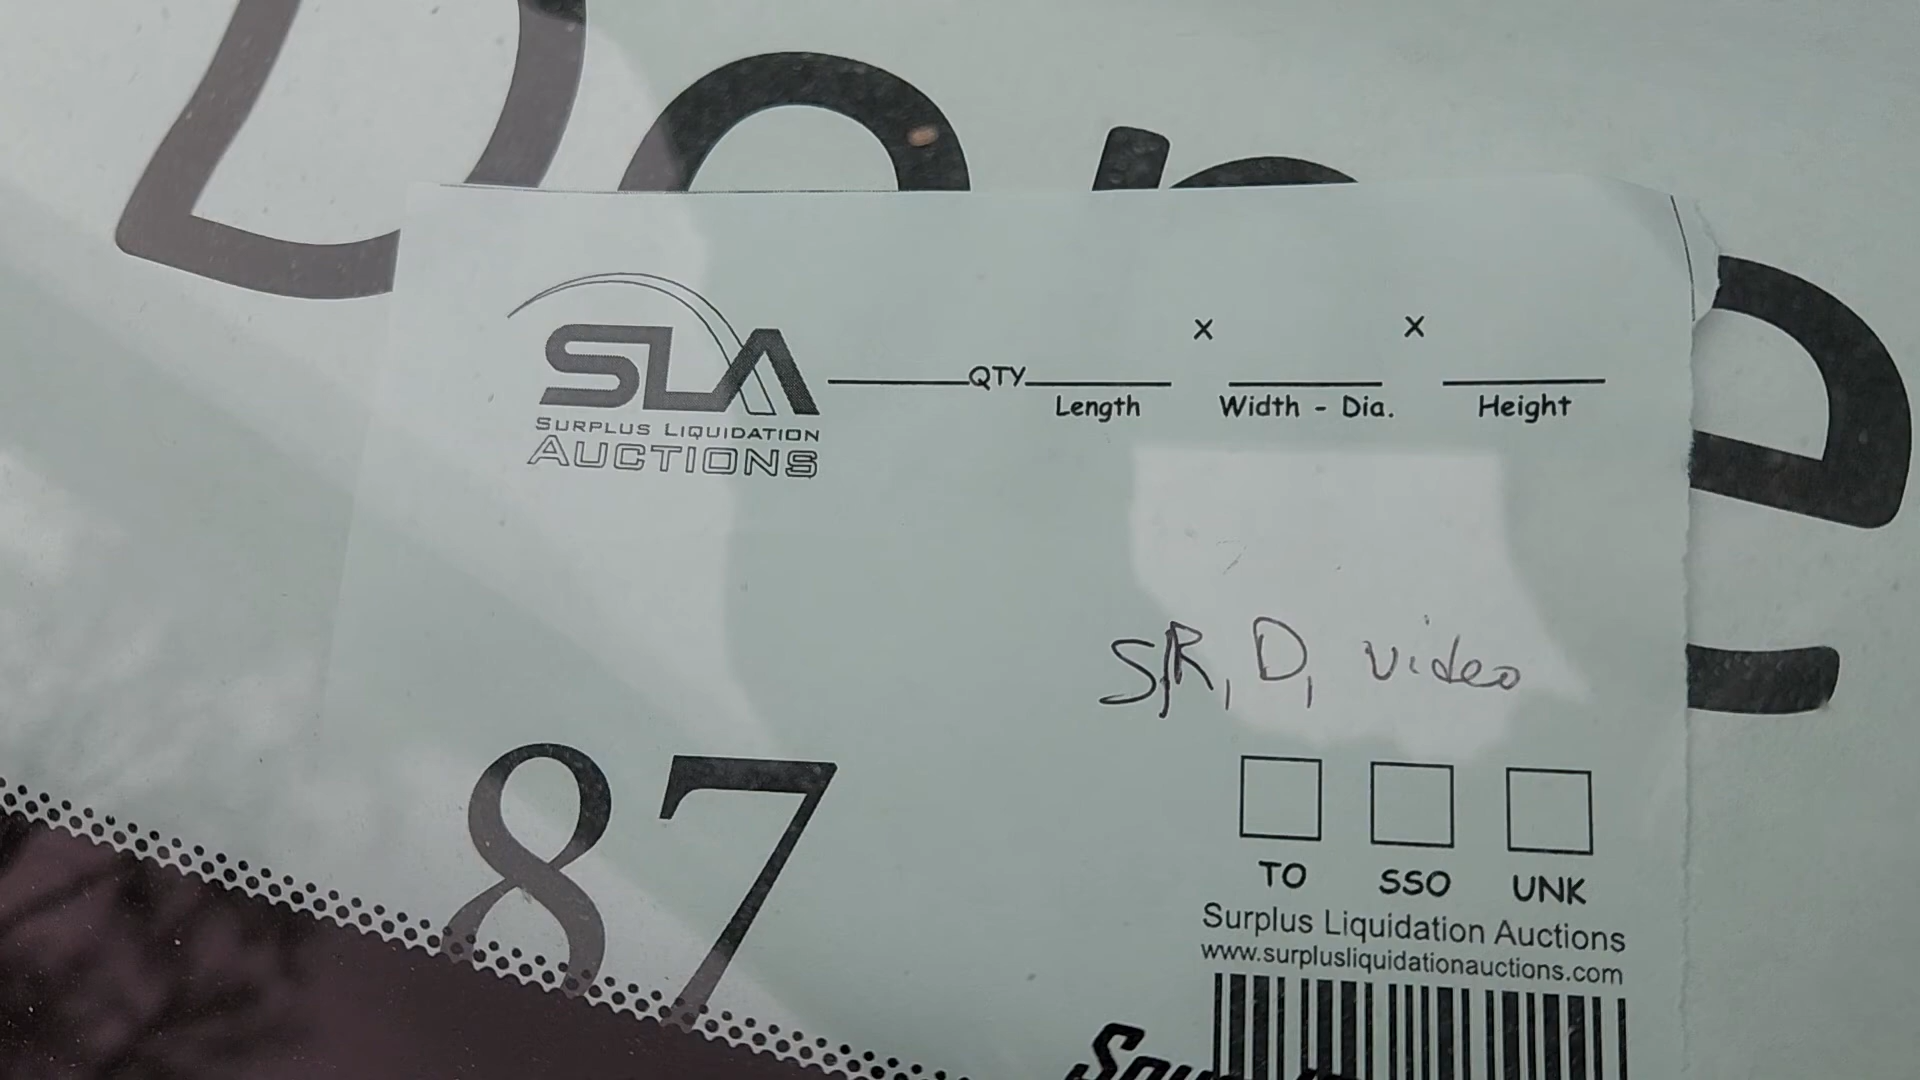 SLA
SURPLUS LIQUIDATION
AUCTIONS
QTY x x
Length Width - Dia. Height
S,R, D, video
87
TO SSO UNK
Surplus Liquidation Auctions
www.surplusliquidationauctions.com